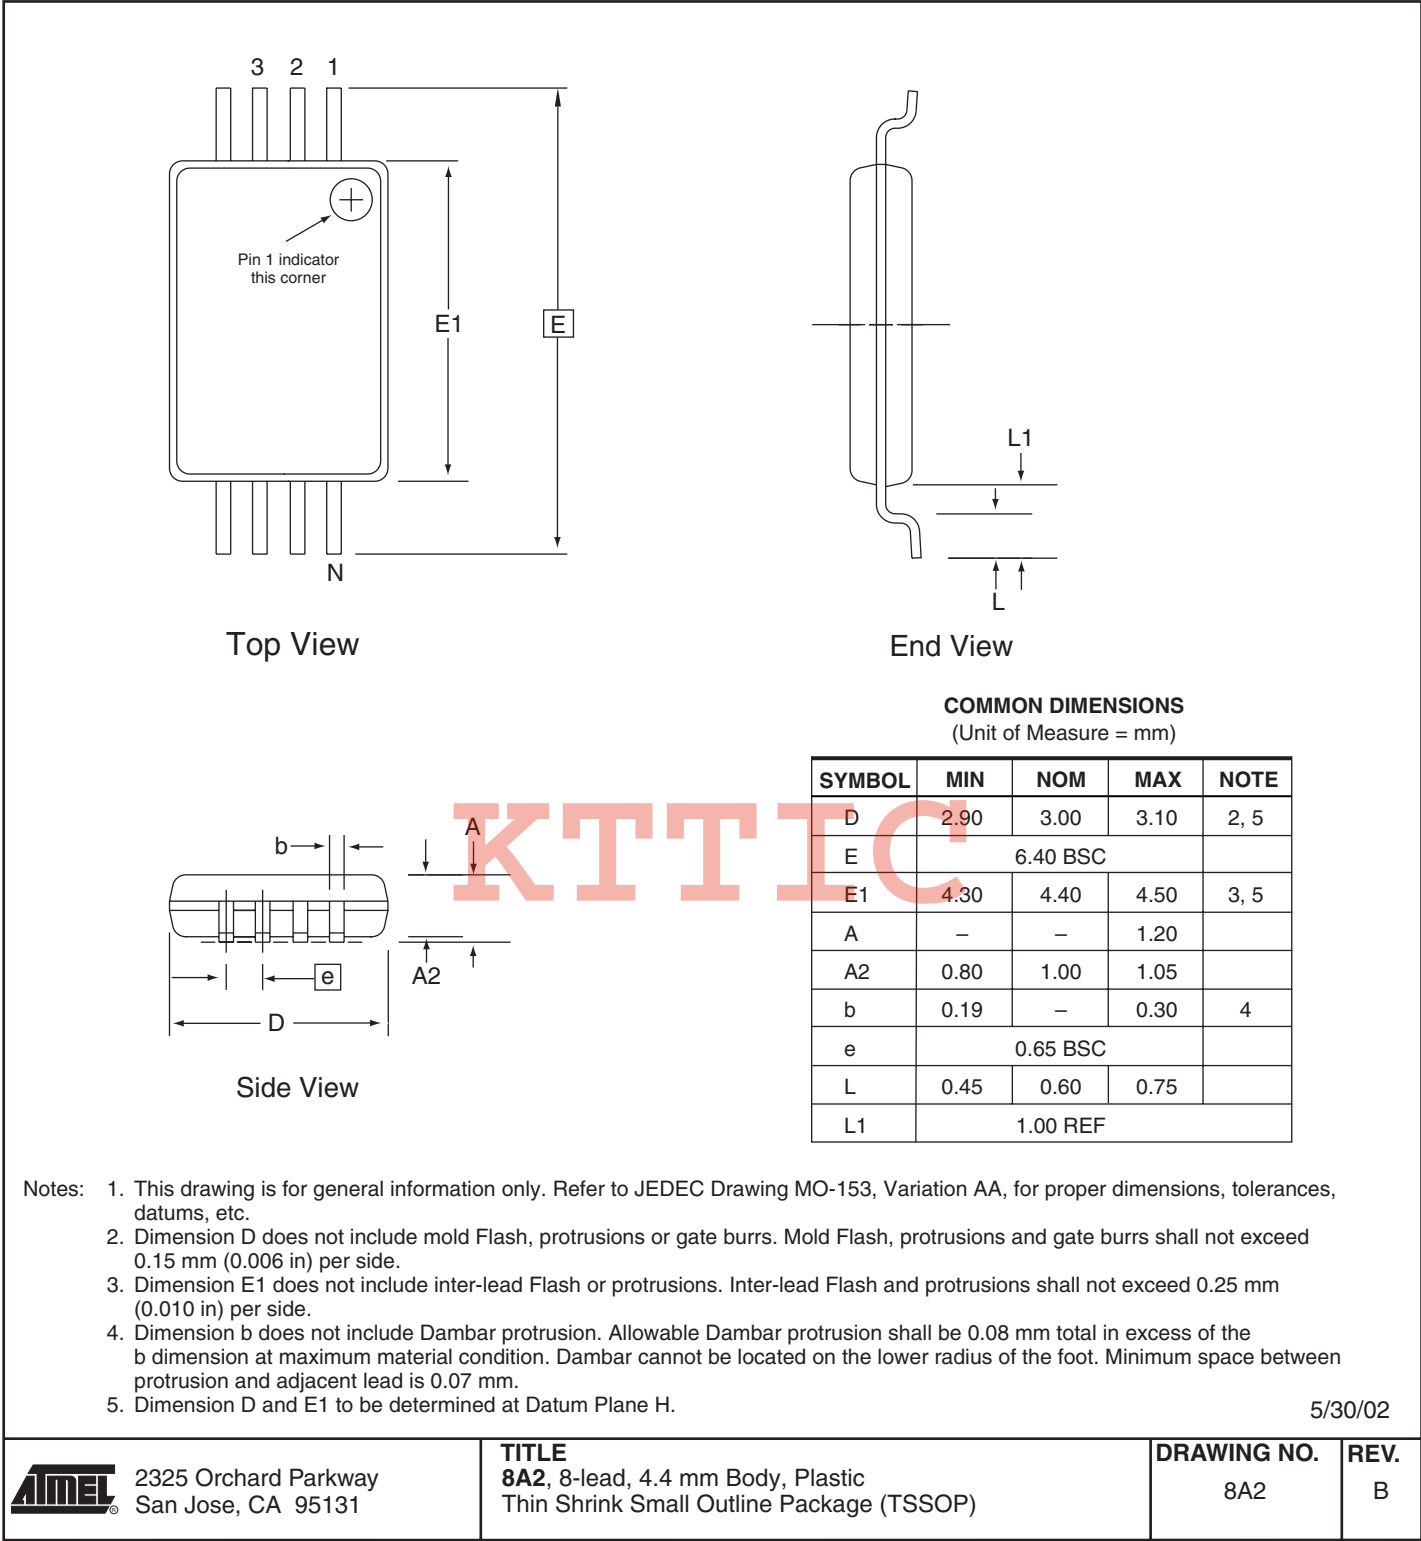 3 2 1
Pin 1 indicator
this corner
E1
E
N
Top View
L1
L
End View
COMMON DIMENSIONS
(Unit of Measure = mm)
SYMBOL MIN NOM MAX NOTE
D 2.90 3.00 3.10 2, 5
E 6.40 BSC
E1 4.30 4.40 4.50 3, 5
A – – 1.20
A2 0.80 1.00 1.05
b 0.19 – 0.30 4
e 0.65 BSC
L 0.45 0.60 0.75
L1 1.00 REF
KTTIC
b
A
e
A2
D
Side View
Notes: 1. This drawing is for general information only. Refer to JEDEC Drawing MO-153, Variation AA, for proper dimensions, tolerances,
datums, etc.
2. Dimension D does not include mold Flash, protrusions or gate burrs. Mold Flash, protrusions and gate burrs shall not exceed
0.15 mm (0.006 in) per side.
3. Dimension E1 does not include inter-lead Flash or protrusions. Inter-lead Flash and protrusions shall not exceed 0.25 mm
(0.010 in) per side.
4. Dimension b does not include Dambar protrusion. Allowable Dambar protrusion shall be 0.08 mm total in excess of the
b dimension at maximum material condition. Dambar cannot be located on the lower radius of the foot. Minimum space between
protrusion and adjacent lead is 0.07 mm.
5. Dimension D and E1 to be determined at Datum Plane H.
5/30/02
ATMEL ®
2325 Orchard Parkway
San Jose, CA 95131
TITLE
8A2, 8-lead, 4.4 mm Body, Plastic
Thin Shrink Small Outline Package (TSSOP)
DRAWING NO.
8A2
REV.
B